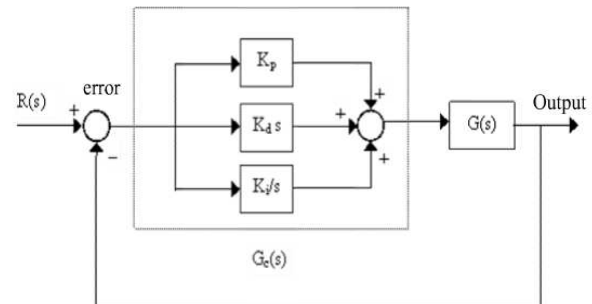 K_p
error
R(s)
+
+
+
K_d s
G(s)
Output
−
+
K_i/s
G_c(s)